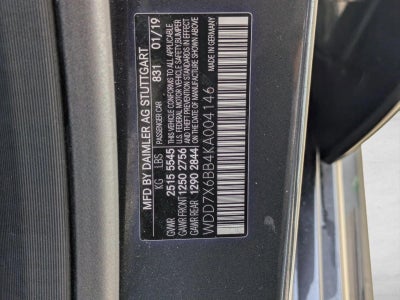 MFD BY DAIMLER AG STUTTGART
PASSENGER CAR 831 01/19
THIS VEHICLE CONFORMS TO ALL APPLICABLE
U.S. FEDERAL MOTOR VEHICLE SAFETY, BUMPER
AND THEFT PREVENTION STANDARDS IN EFFECT
ON THE DATE OF MANUFACTURE SHOWN ABOVE
MADE IN GERMANY
KG LBS
GVWR 2515 5545
GAWR FRONT 1250 2756
GAWR REAR 1290 2844
WDD7X6BB4KA004146